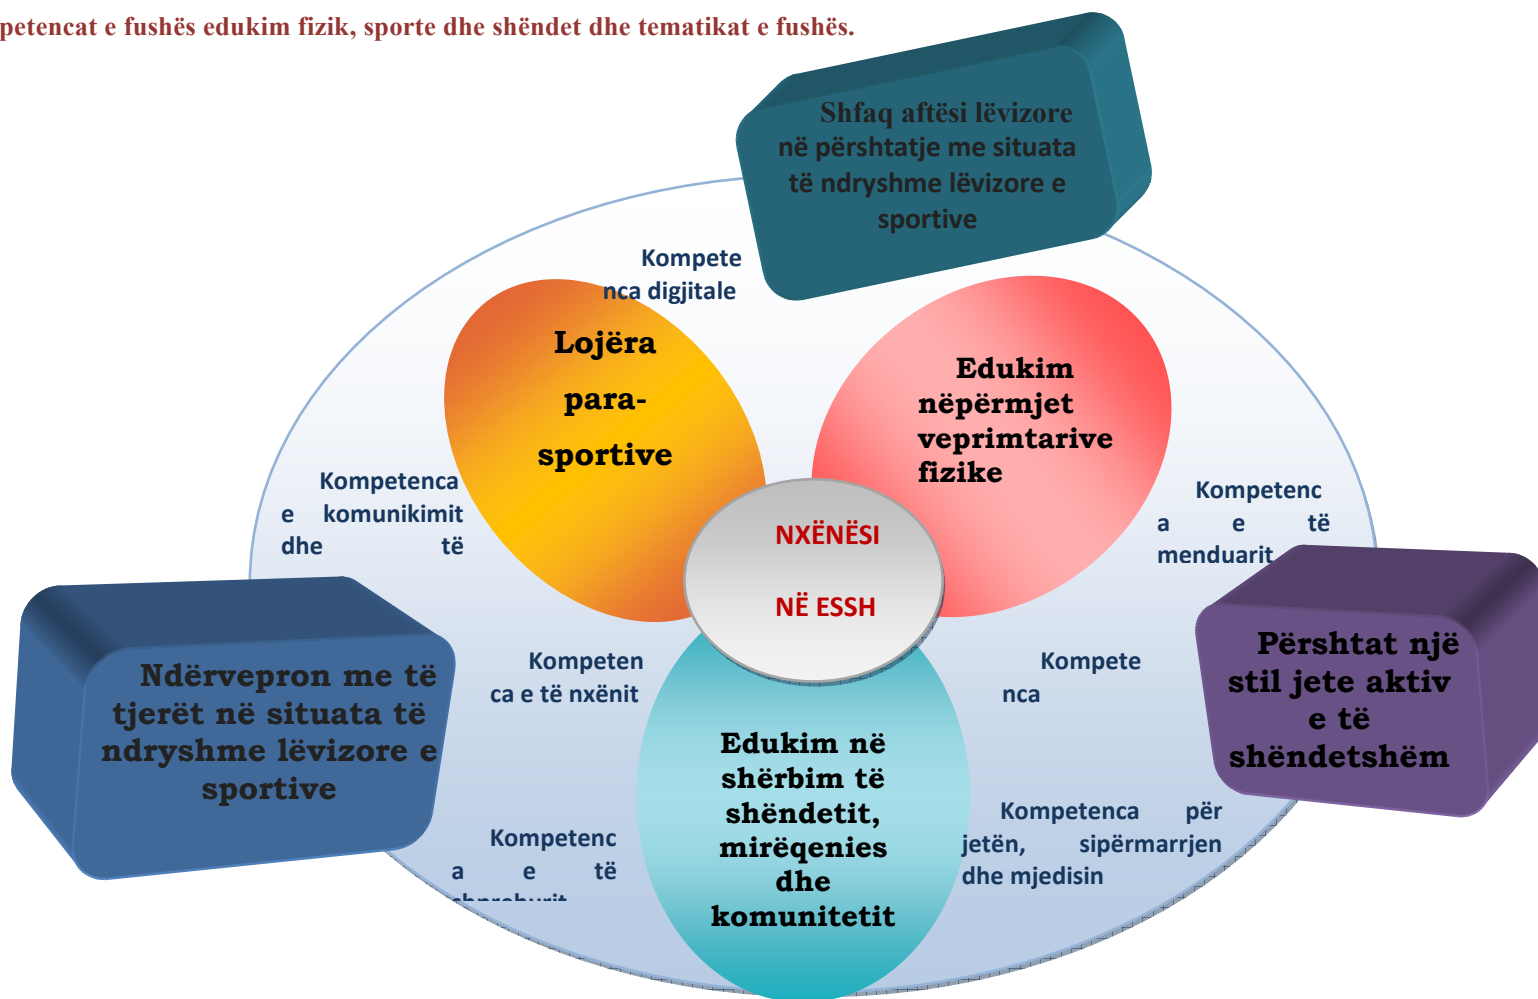 petencat e fushës edukim fizik, sporte dhe shëndet dhe tematikat e fushës.
Shfaq aftësi lëvizore
në përshtatje me situata
të ndryshme lëvizore e
sportive
Kompete
nca digjitale
Lojëra
para-
sportive
Edukim
nëpërmjet
veprimtarive
fizike
Kompetenca
e komunikimit
dhe të
Kompetenc
a e të
menduarit
NXËNËSI
NË ESSH
Ndërvepron me të
tjerët në situata të
ndryshme lëvizore e
sportive
Kompeten
ca e të nxënit
Kompete
nca
Përshtat një
stil jete aktiv
e të
shëndetshëm
Edukim në
shërbim të
shëndetit,
mirëqenies
dhe
komunitetit
Kompetenc
a e të
Kompetenca për
jetën, sipërmarrjen
dhe mjedisin